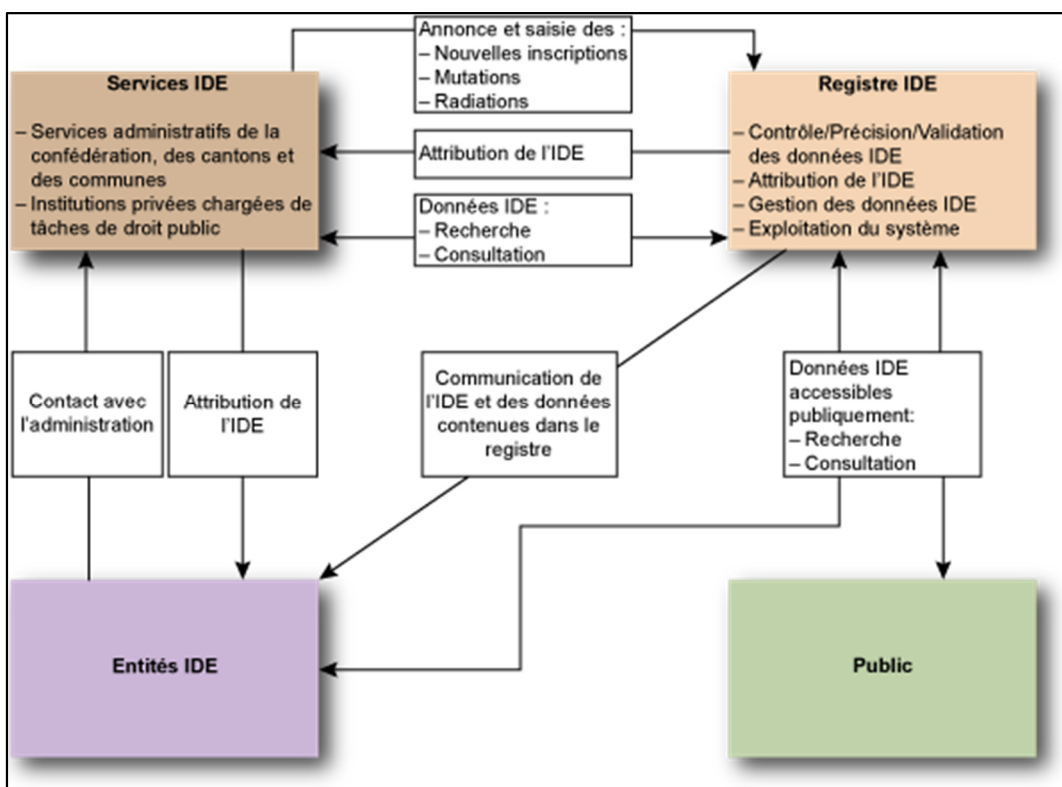 Annonce et saisie des :
– Nouvelles inscriptions
– Mutations
– Radiations
Services IDE
– Services administratifs de la
confédération, des cantons et
des communes
– Institutions privées chargées de
tâches de droit public
Attribution de l'IDE
Données IDE :
– Recherche
– Consultation
Registre IDE
– Contrôle/Précision/Validation
des données IDE
– Attribution de l'IDE
– Gestion des données IDE
– Exploitation du système
Contact avec
l'administration
Attribution de
l'IDE
Communication de
l'IDE et des données
contenues dans le
registre
Données IDE
accessibles
publiquement:
– Recherche
– Consultation
Entités IDE
Public